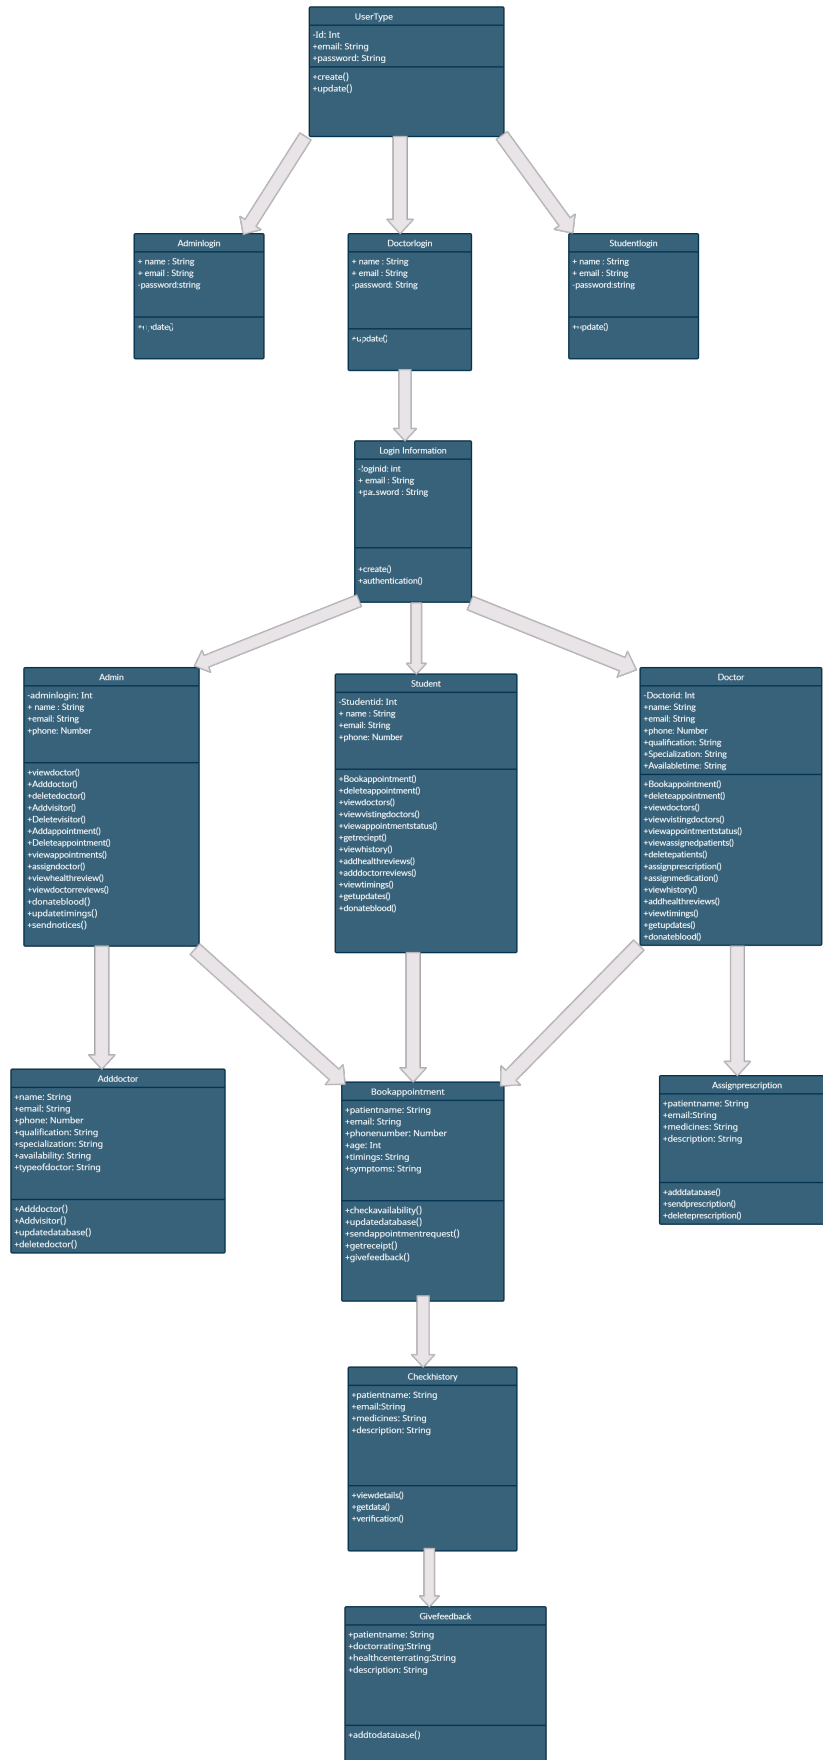 UserType
-Id: Int
+email: String
+password: String
+create()
+update()
Adminlogin
+ name : String
+ email : String
-password:string
+update()
Doctorlogin
+ name : String
+ email : String
-password: String
+update()
Studentlogin
+ name : String
+ email : String
-password:string
+update()
Login Information
-loginid: int
+ email : String
+password : String
+create()
+authentication()
Admin
-adminlogin: Int
+ name : String
+email: String
+phone: Number
+viewdoctor()
+Adddoctor()
+deletedoctor()
+Addvisitor()
+Deletevisitor()
+Addappointment()
+Deleteappointment()
+viewappointments()
+assigndoctor()
+viewhealthreview()
+viewdoctorreviews()
+donateblood()
+updatetimings()
+sendnotices()
Student
-Studentid: Int
+ name : String
+email: String
+phone: Number
+Bookappointment()
+deleteappointment()
+viewdoctors()
+viewvistingdoctors()
+viewappointmentstatus()
+getreciept()
+viewhistory()
+addhealthreviews()
+adddoctorreviews()
+viewtimings()
+getupdates()
+donateblood()
Doctor
-Doctorid: Int
+name: String
+email: String
+phone: Number
+qualification: String
+Specialization: String
+Availabletime: String
+Bookappointment()
+deleteappointment()
+viewdoctors()
+viewvistingdoctors()
+viewappointmentstatus()
+viewassignedpatients()
+deletepatients()
+assignprescription()
+assignmedication()
+viewhistory()
+addhealthreviews()
+viewtimings()
+getupdates()
+donateblood()
Adddoctor
+name: String
+email: String
+phone: Number
+qualification: String
+specialization: String
+availability: String
+typeofdoctor: String
+Adddoctor()
+Addvisitor()
+updatedatabase()
+deletedoctor()
Bookappointment
+patientname: String
+email: String
+phonenumber: Number
+age: Int
+timings: String
+symptoms: String
+checkavailability()
+updatedatabase()
+sendappointmentrequest()
+getreceipt()
+givefeedback()
Assignprescription
+patientname: String
+email:String
+medicines: String
+description: String
+adddatabase()
+sendprescription()
+deleteprescription()
Checkhistory
+patientname: String
+email:String
+medicines: String
+description: String
+viewdetails()
+getdata()
+verification()
Givefeedback
+patientname: String
+doctorrating:String
+healthcenterrating:String
+description: String
+addtodatabase()